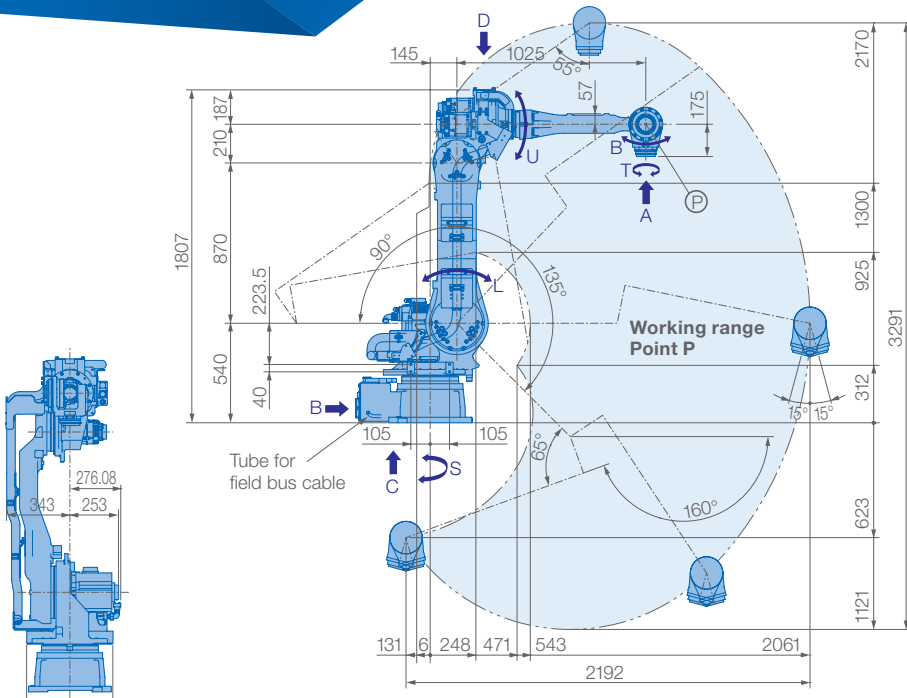 D
145
1025
55°
2170
187
57
175
210
U
B
T
P
A
1300
1807
870
90°
135°
925
223.5
L
3291
Working range
Point P
540
312
40
15°
15°
B
105
105
Tube for
field bus cable
C
S
65°
276.08
343
253
160°
623
1121
131
6
248
471
543
2061
2192